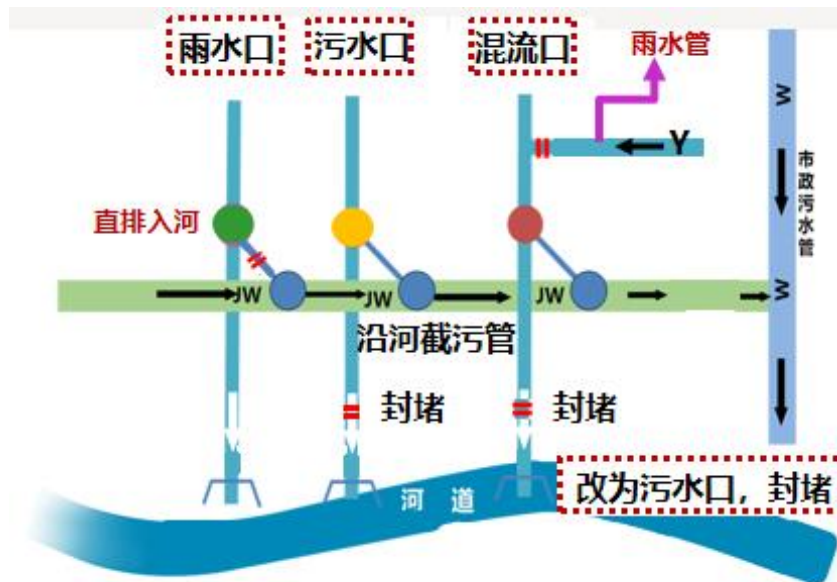 雨水口
污水口
混流口
雨水管
Y
W
市政污水管
直排入河
JW
JW
JW
W
沿河截污管
封堵
封堵
改为污水口，封堵
河 道